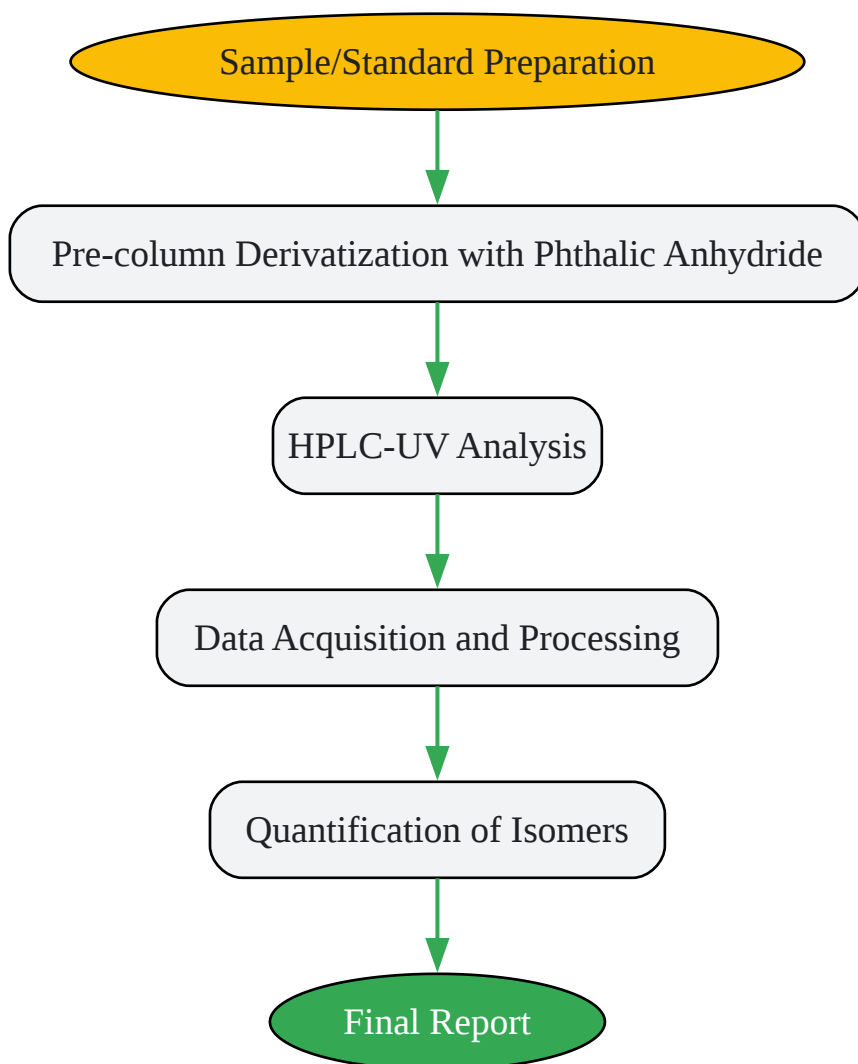 Sample/Standard Preparation
Pre-column Derivatization with Phthalic Anhydride
HPLC-UV Analysis
Data Acquisition and Processing
Quantification of Isomers
Final Report